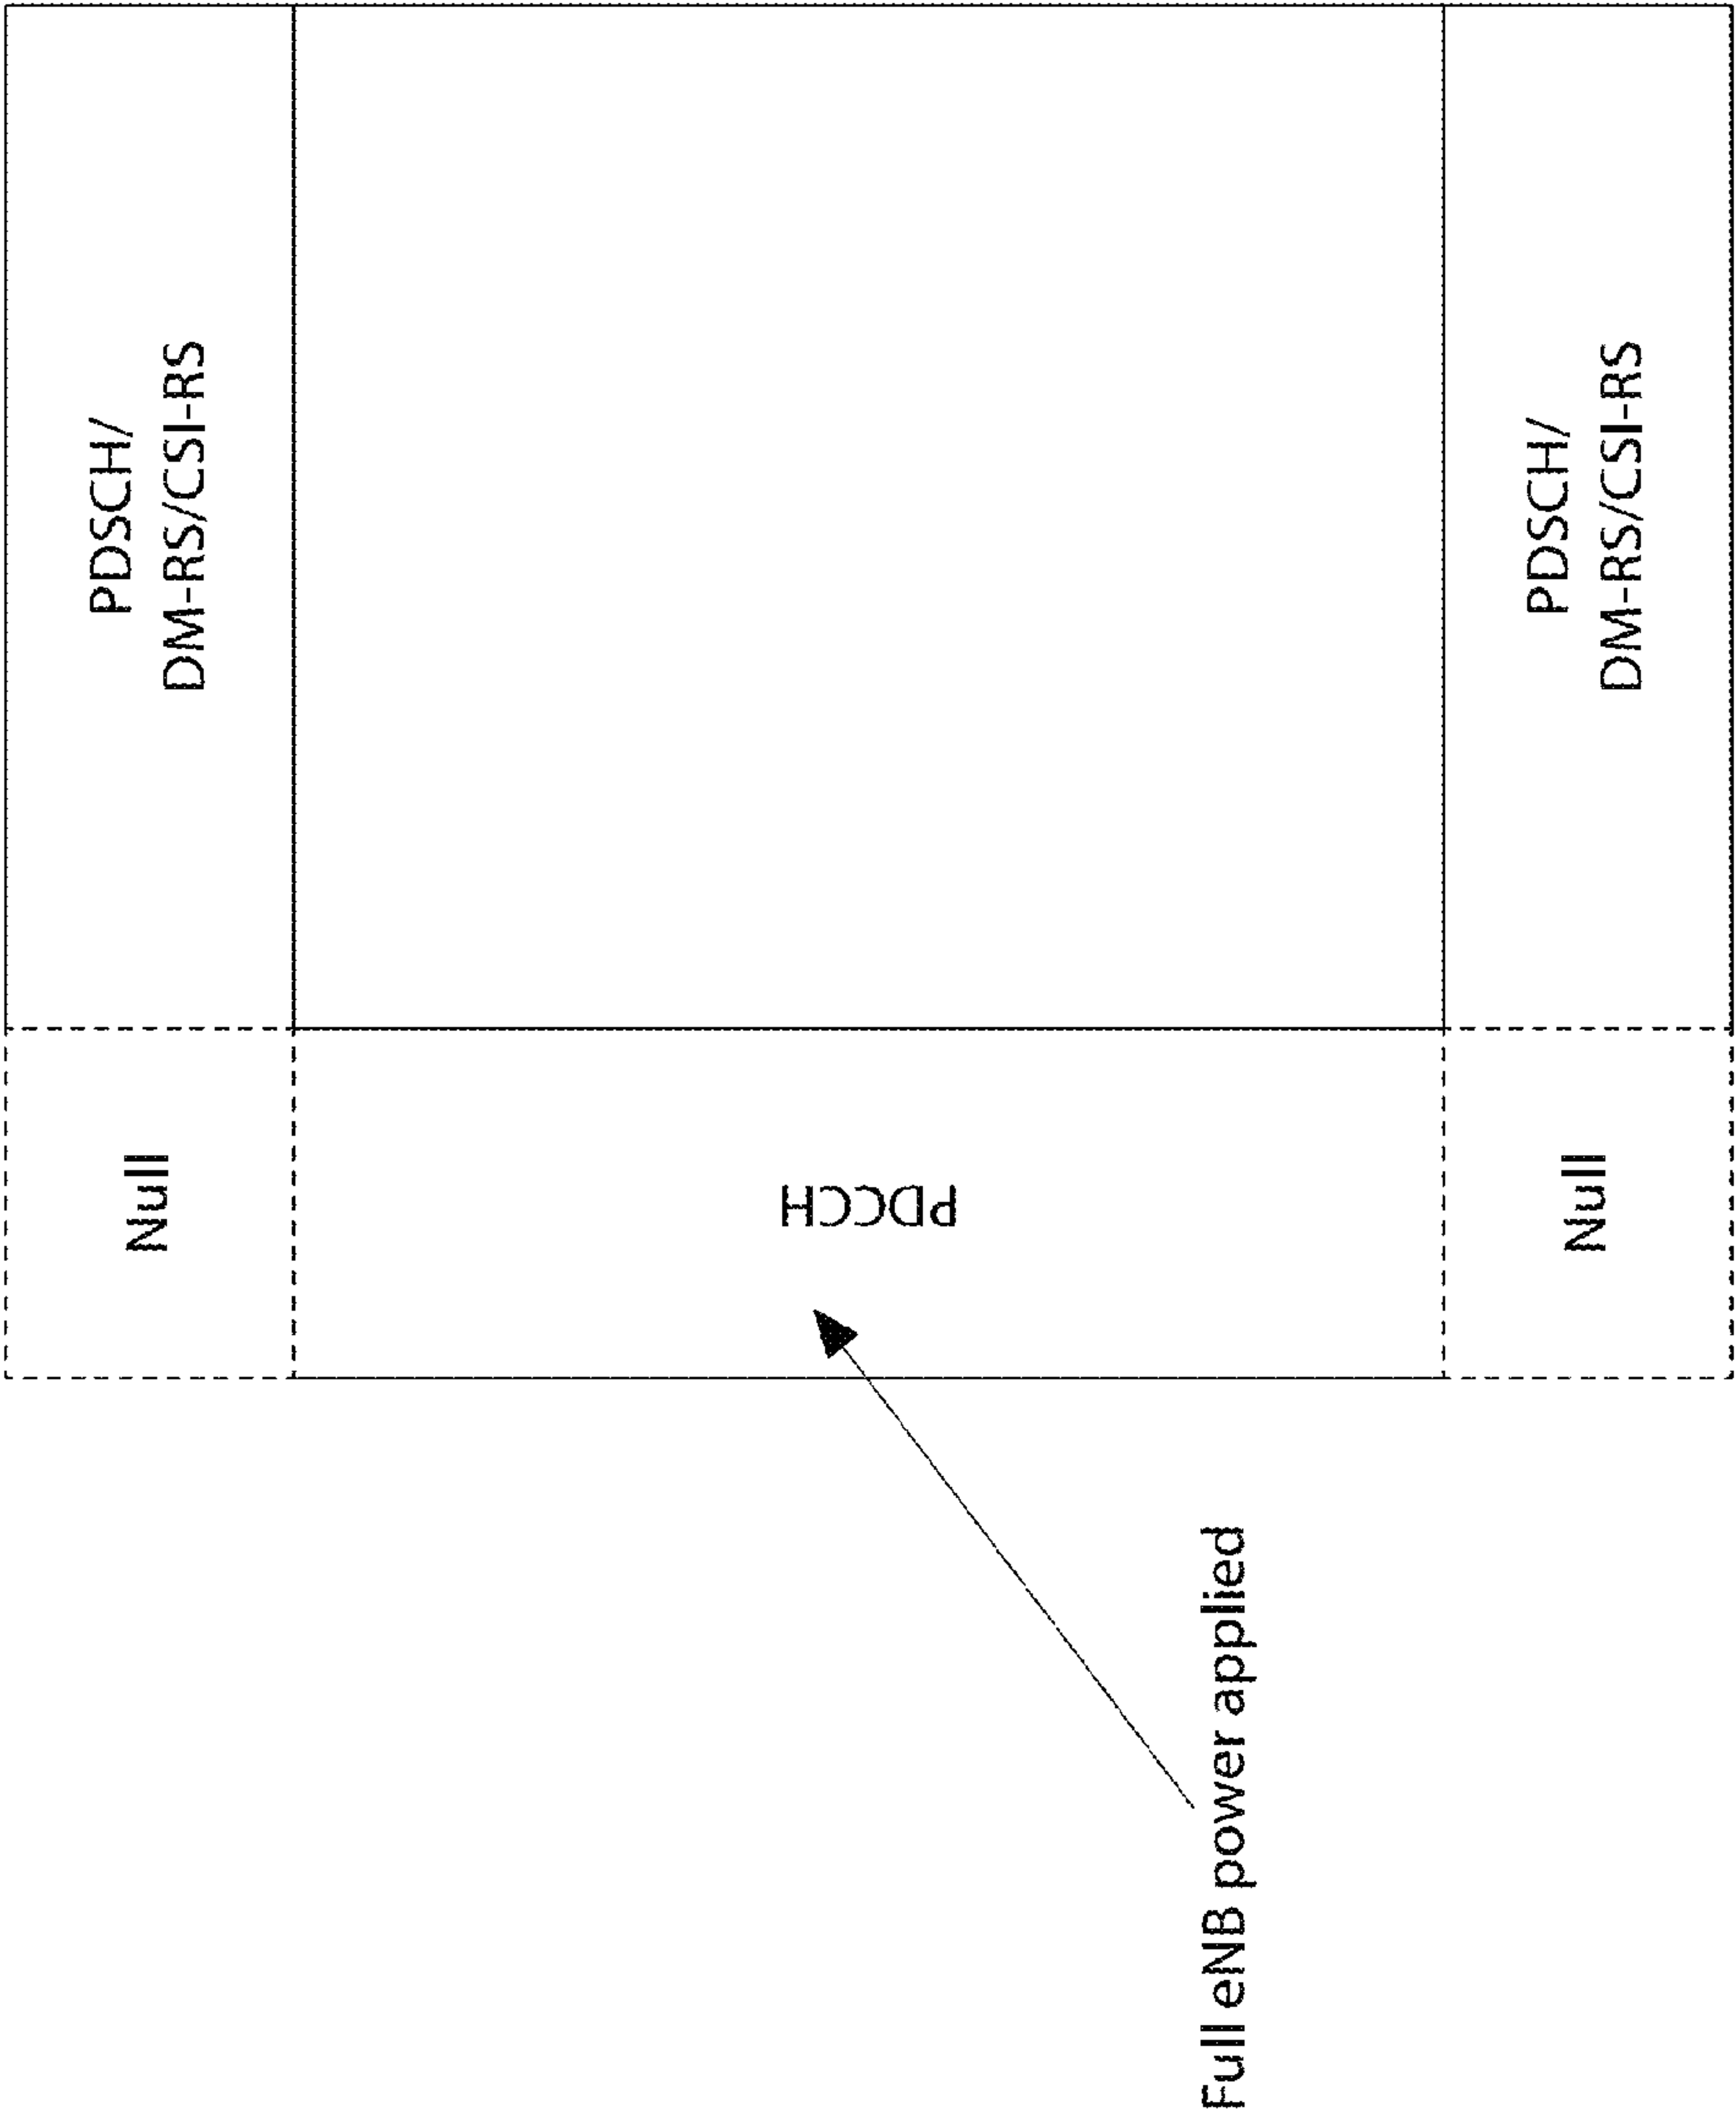 PDSCH/
DM-RS/CSI-RS
Null
PDCCH
Full eNB power applied
PDSCH/
DM-RS/CSI-RS
Null